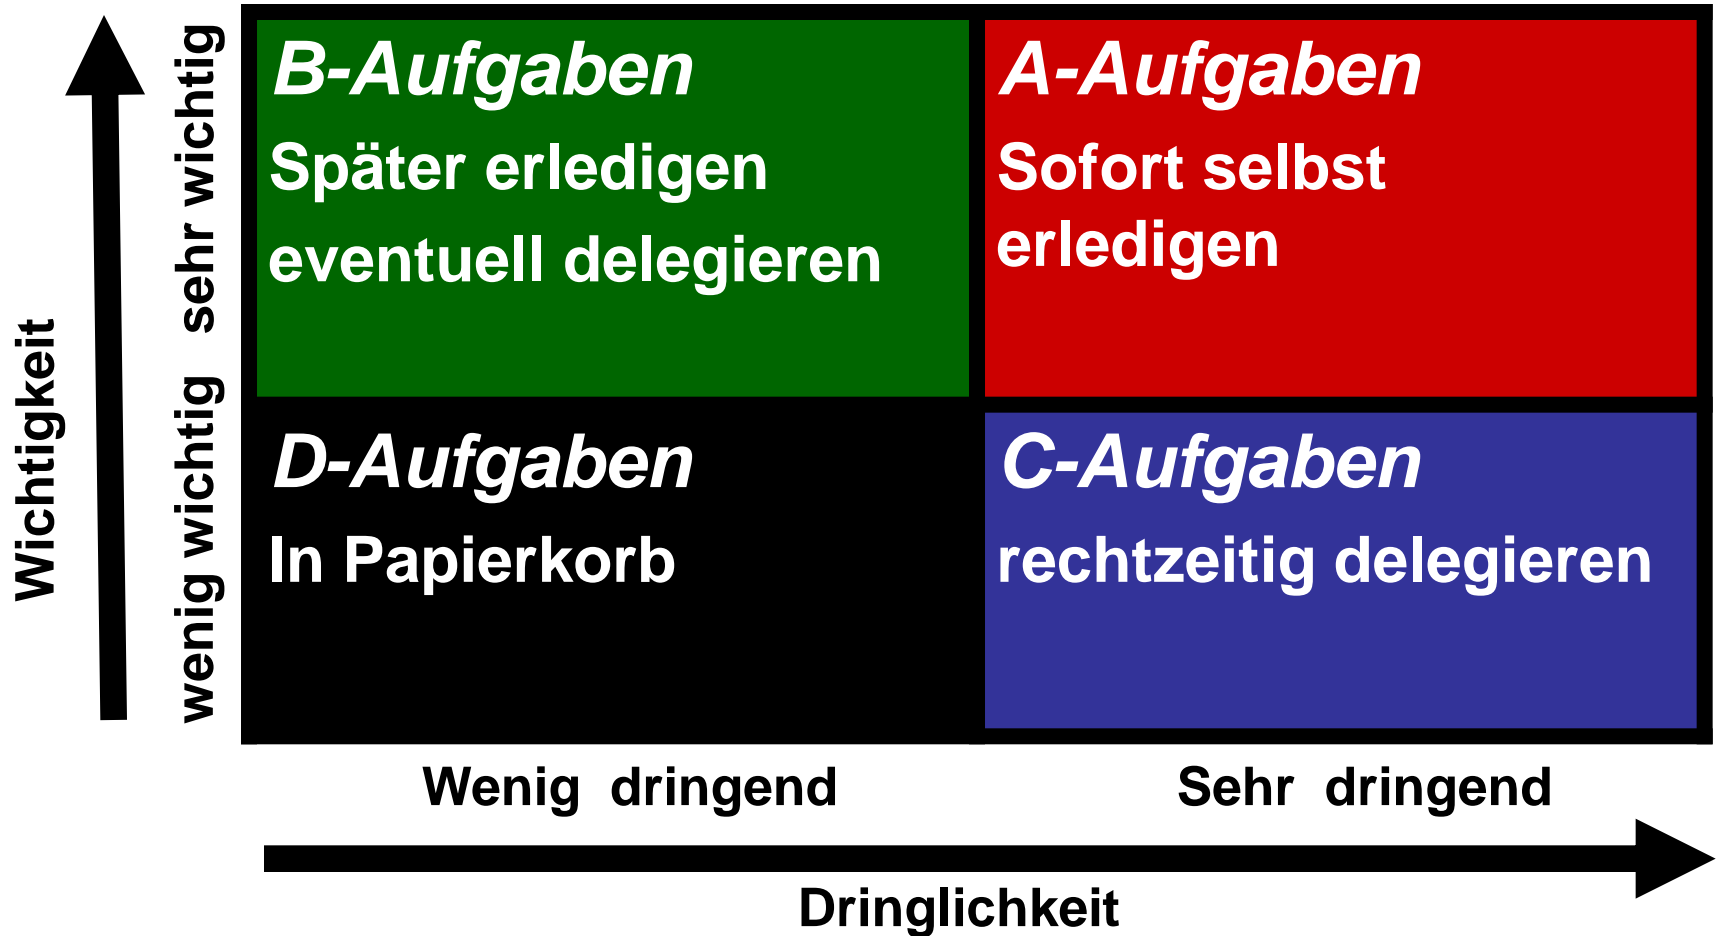 Wichtigkeit
sehr wichtig
wenig wichtig
B-Aufgaben
Später erledigen
eventuell delegieren
A-Aufgaben
Sofort selbst
erledigen
D-Aufgaben
In Papierkorb
C-Aufgaben
rechtzeitig delegieren
Wenig dringend
Sehr dringend
Dringlichkeit